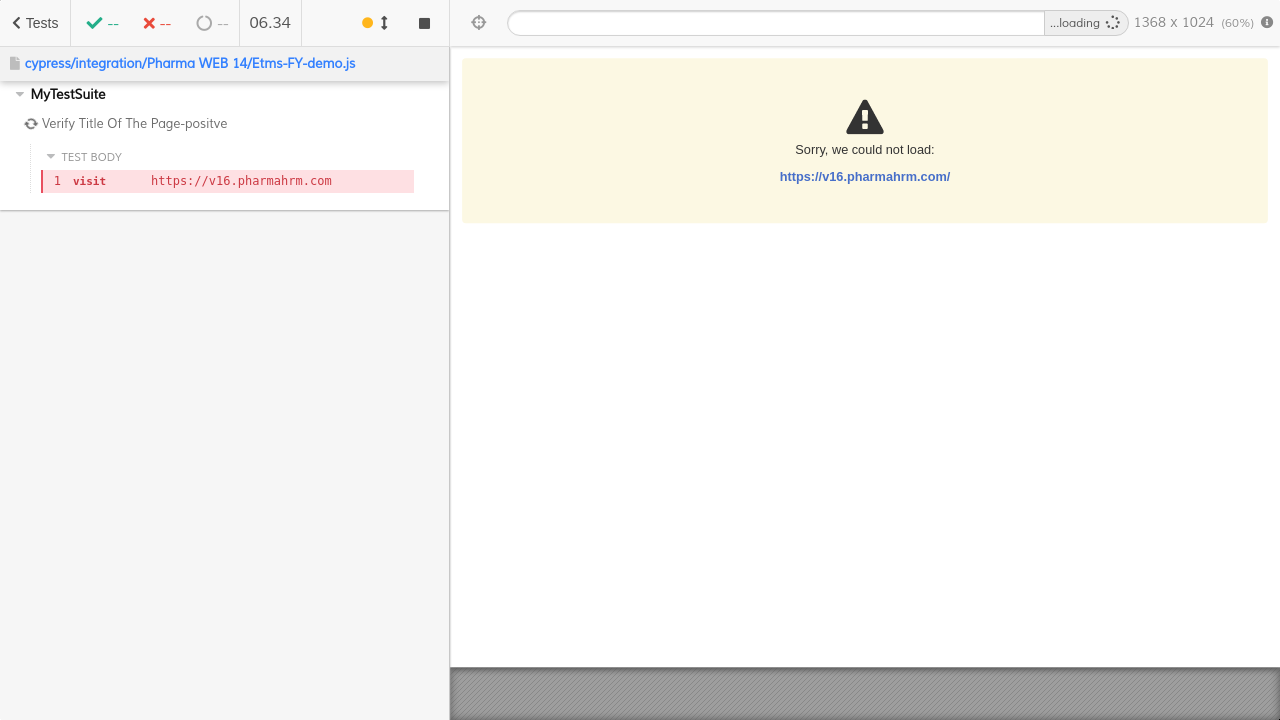 Tests -- -- -- 06.34
...loading 1368 x 1024 (60%)
cypress/integration/Pharma WEB 14/Etms-FY-demo.js
MyTestSuite
Verify Title Of The Page-positve
TEST BODY
1 visit https://v16.pharmahrm.com
Sorry, we could not load:
https://v16.pharmahrm.com/